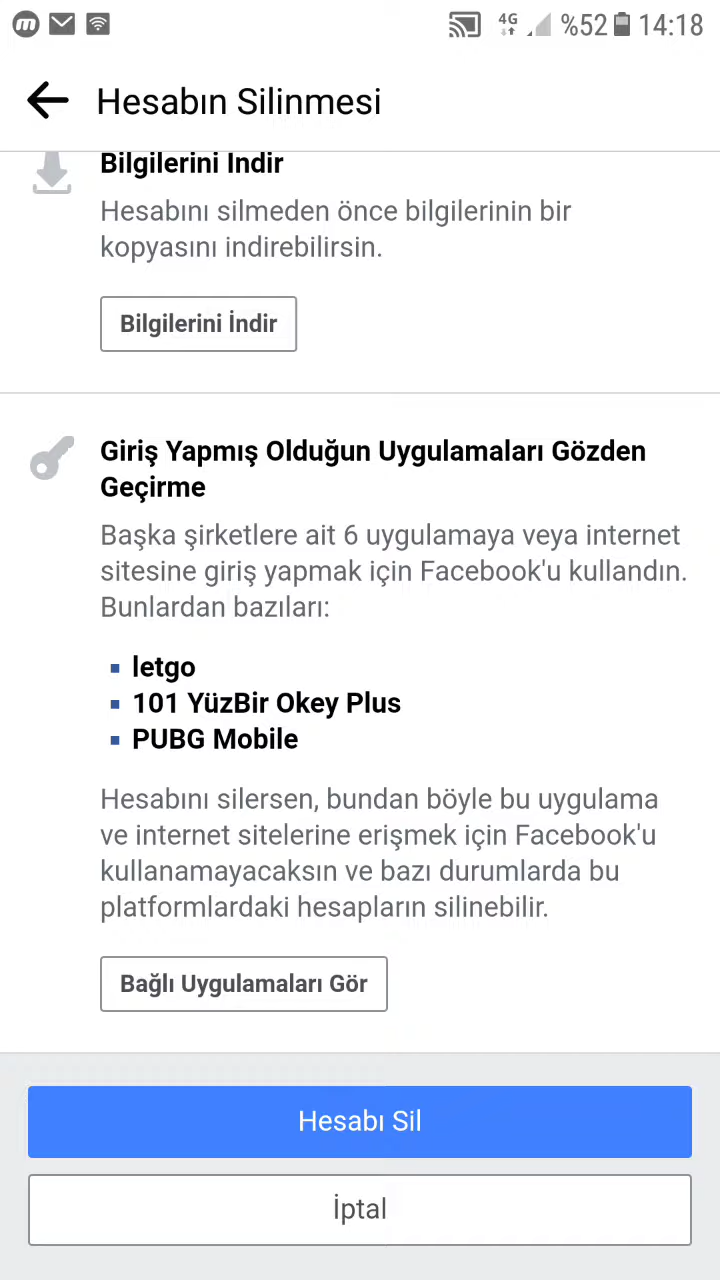 4G %52 14:18
Hesabın Silinmesi
Bilgilerini Indir
Hesabını silmeden önce bilgilerinin bir
kopyasını indirebilirsin.
Bilgilerini İndir
Giriş Yapmış Olduğun Uygulamaları Gözden
Geçirme
Başka şirketlere ait 6 uygulamaya veya internet
sitesine giriş yapmak için Facebook'u kullandın.
Bunlardan bazıları:
letgo
101 YüzBir Okey Plus
PUBG Mobile
Hesabını silersen, bundan böyle bu uygulama
ve internet sitelerine erişmek için Facebook'u
kullanamayacaksın ve bazı durumlarda bu
platformlardaki hesapların silinebilir.
Bağlı Uygulamaları Gör
Hesabı Sil
İptal